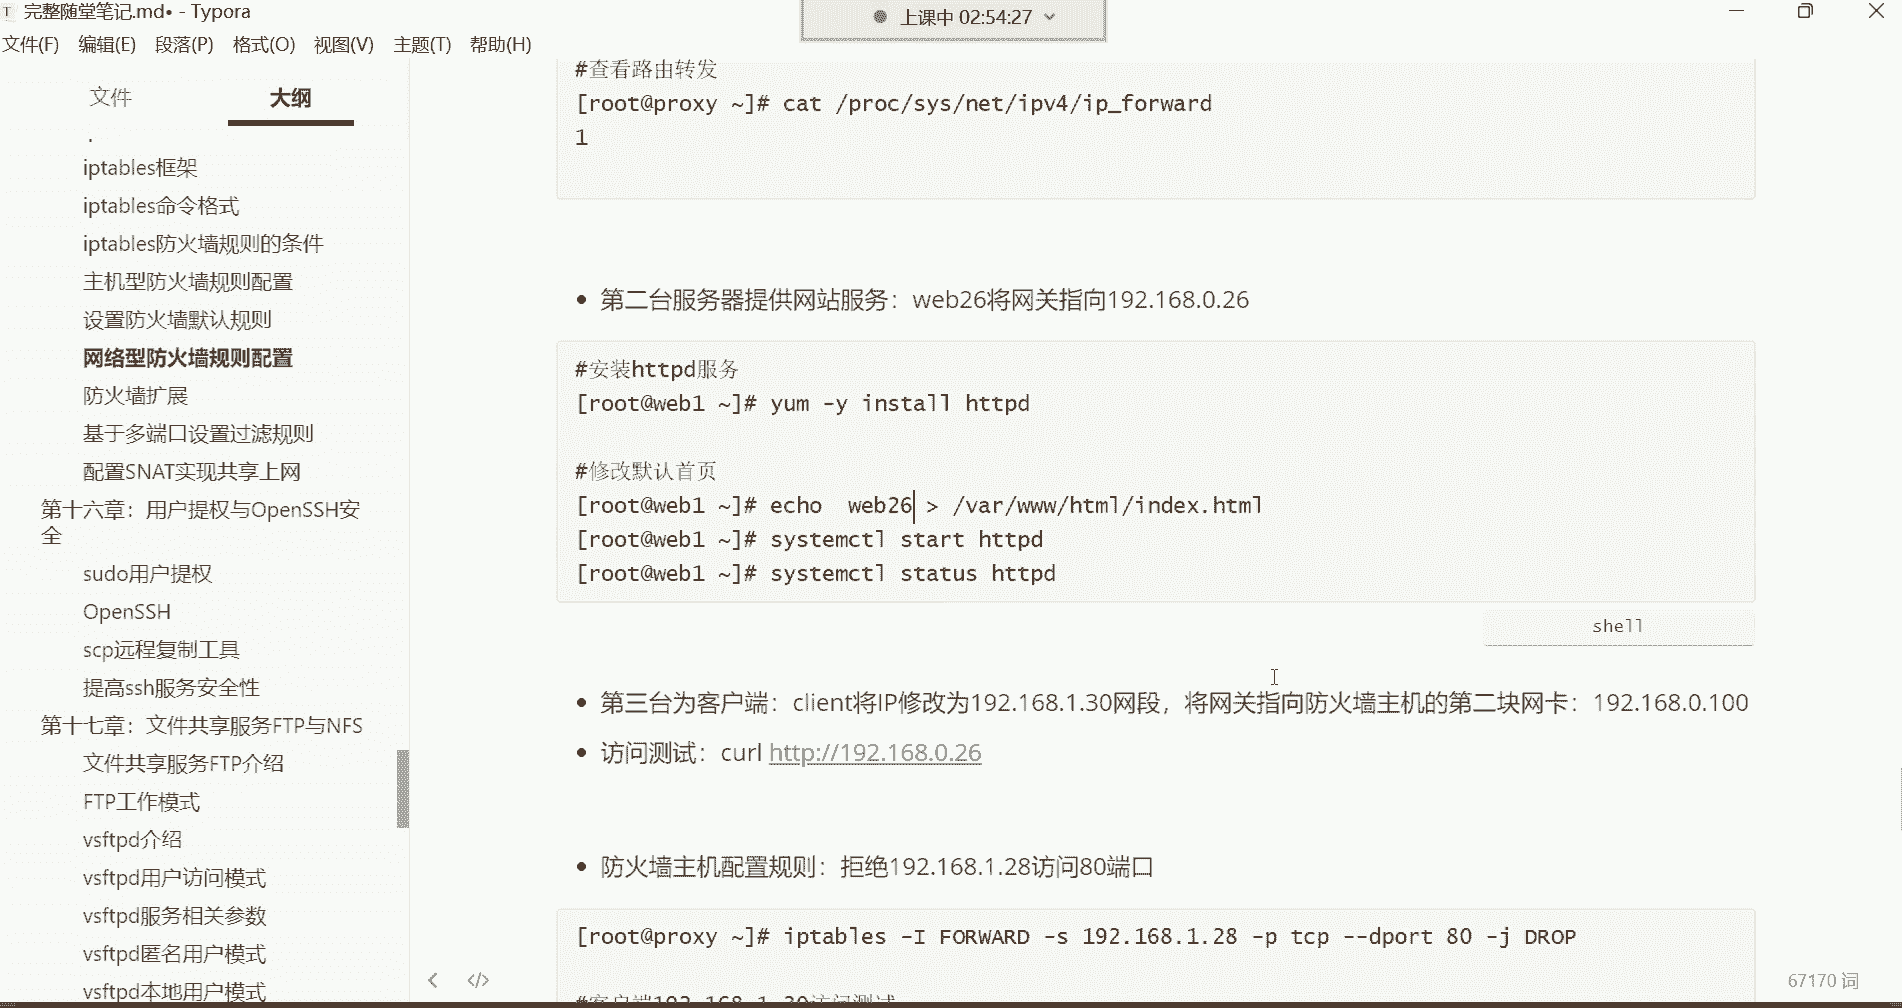 完整随堂笔记.md• - Typora
上课中 02:54:27
文件(F) 编辑(E) 段落(P) 格式(O) 视图(V) 主题(T) 帮助(H)
文件 大纲
iptables框架
iptables命令格式
iptables防火墙规则的条件
主机型防火墙规则配置
设置防火墙默认规则
网络型防火墙规则配置
防火墙扩展
基于多端口设置过滤规则
配置SNAT实现共享上网
第十六章：用户提权与OpenSSH安
全
sudo用户提权
OpenSSH
scp远程复制工具
提高ssh服务安全性
第十七章：文件共享服务FTP与NFS
文件共享服务FTP介绍
FTP工作模式
vsftpd介绍
vsftpd用户访问模式
vsftpd服务相关参数
vsftpd匿名用户模式
vsftpd本地用户模式
#查看路由转发
[root@proxy ~]# cat /proc/sys/net/ipv4/ip_forward
1
第二台服务器提供网站服务：web26将网关指向192.168.0.26
#安装httpd服务
[root@web1 ~]# yum -y install httpd
#修改默认首页
[root@web1 ~]# echo  web26 > /var/www/html/index.html
[root@web1 ~]# systemctl start httpd
[root@web1 ~]# systemctl status httpd
shell
第三台为客户端：client将IP修改为192.168.1.30网段，将网关指向防火墙主机的第二块网卡：192.168.0.100
访问测试：curl http://192.168.0.26
防火墙主机配置规则：拒绝192.168.1.28访问80端口
[root@proxy ~]# iptables -I FORWARD -s 192.168.1.28 -p tcp --dport 80 -j DROP
#客户端192.168.1.30访问测试
67170 词